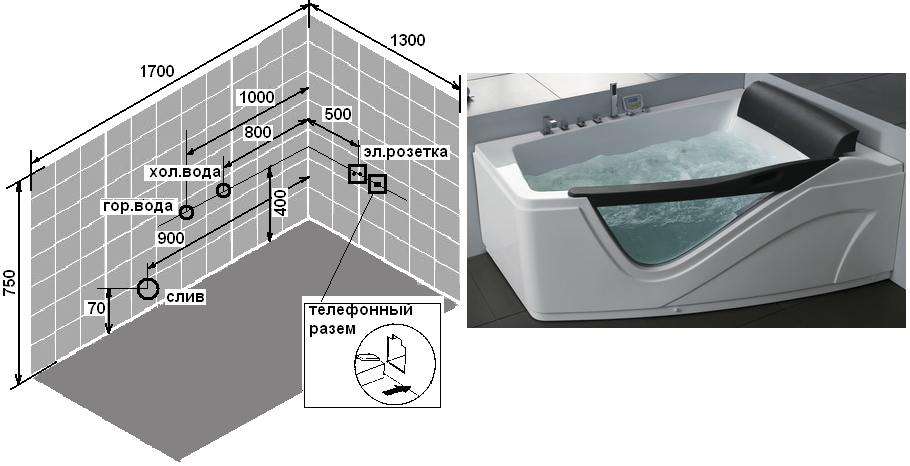 1700
1300
1000
500
800
эл.розетка
хол.вода
гор.вода
400
900
750
70
слив
телефонный
разем